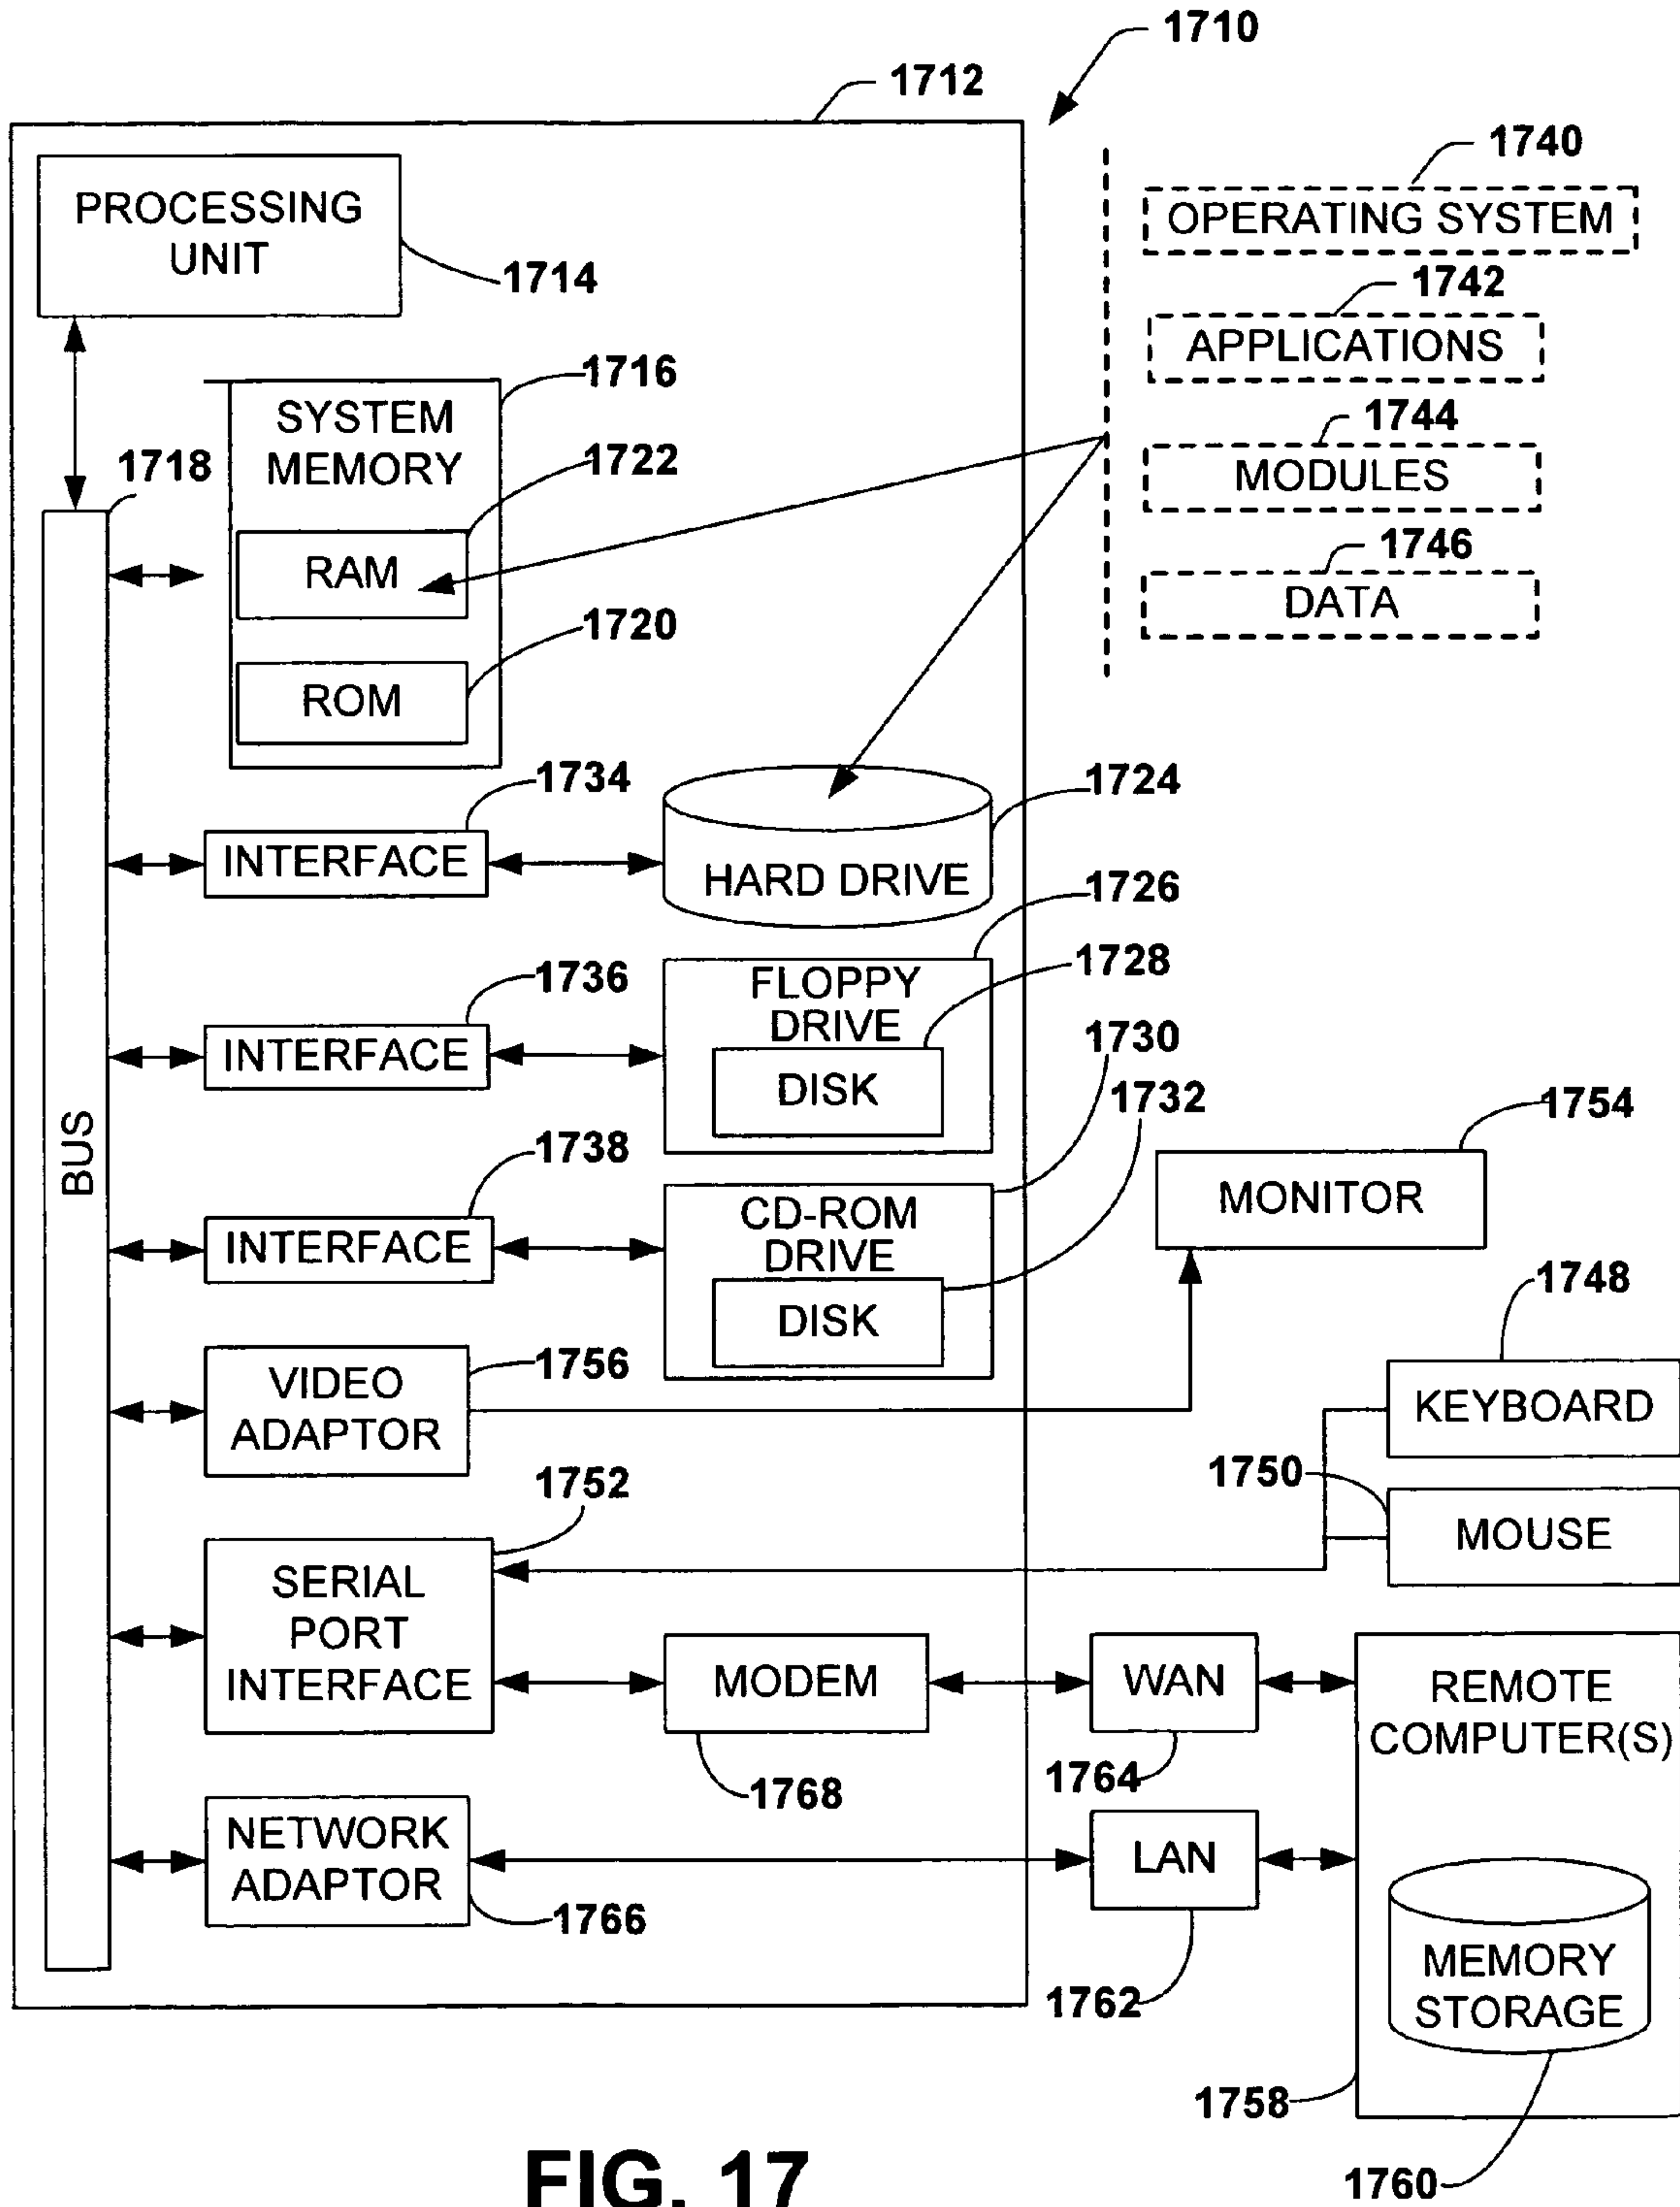 1710
1712
1740
PROCESSING
UNIT
OPERATING SYSTEM
1714
1742
APPLICATIONS
1716
SYSTEM
MEMORY
1744
1718
1722
MODULES
1746
RAM
DATA
1720
ROM
1734
1724
INTERFACE
HARD DRIVE
1726
1736
FLOPPY
DRIVE
1728
INTERFACE
1730
DISK
1732
1754
BUS
1738
MONITOR
INTERFACE
CD-ROM
DRIVE
1748
DISK
1756
VIDEO
ADAPTOR
KEYBOARD
1752
1750
MOUSE
SERIAL
PORT
INTERFACE
MODEM
WAN
REMOTE
COMPUTER(S)
1768
1764
NETWORK
ADAPTOR
LAN
1766
1762
MEMORY
STORAGE
1758
1760
FIG. 17